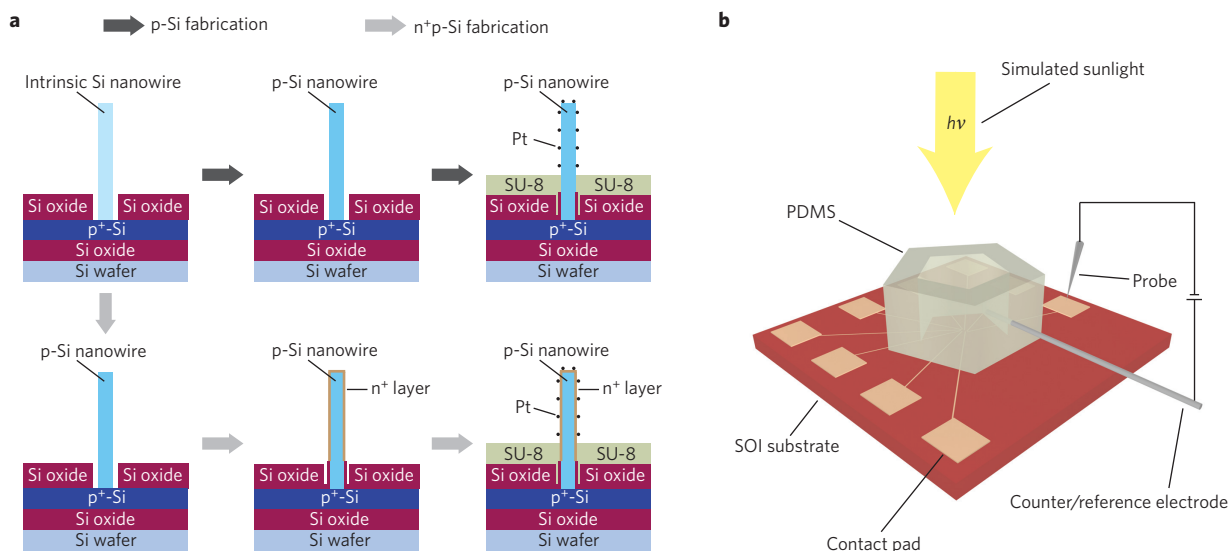 a
p-Si fabrication
n⁺p-Si fabrication
Intrinsic Si nanowire
Si oxide Si oxide
p⁺-Si
Si oxide
Si wafer
p-Si nanowire
Si oxide Si oxide
p⁺-Si
Si oxide
Si wafer
p-Si nanowire
Pt
SU-8 SU-8
Si oxide Si oxide
p⁺-Si
Si oxide
Si wafer
p-Si nanowire
Si oxide Si oxide
p⁺-Si
Si oxide
Si wafer
p-Si nanowire
n⁺ layer
Si oxide Si oxide
p⁺-Si
Si oxide
Si wafer
p-Si nanowire
n⁺ layer
Pt
SU-8 SU-8
Si oxide Si oxide
p⁺-Si
Si oxide
Si wafer
b
Simulated sunlight
hν
PDMS
Probe
SOI substrate
Counter/reference electrode
Contact pad